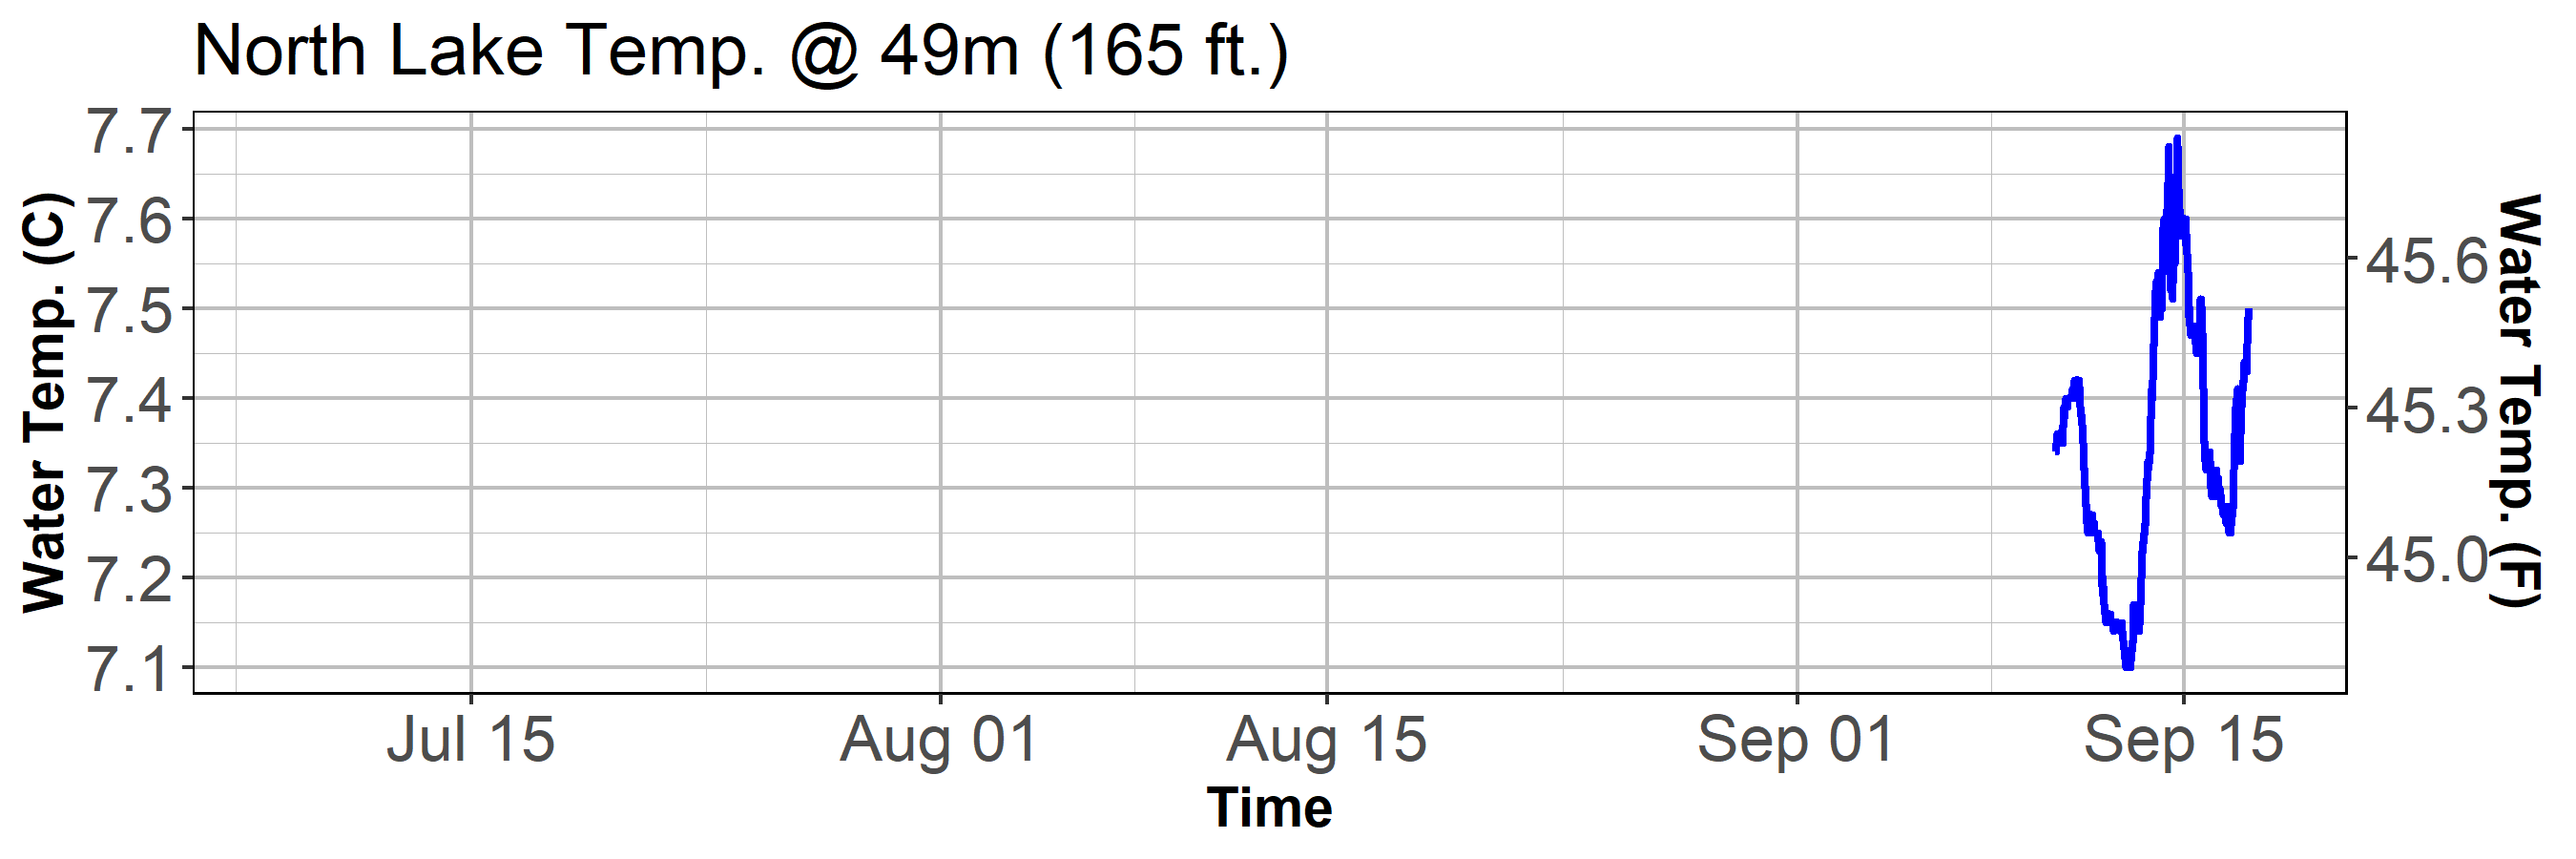 North Lake Temp. @ 49m (165 ft.)
Water Temp. (C)
7.7
7.6
7.5
7.4
7.3
7.2
7.1
45.6
45.3
45.0
Water Temp. (F)
Jul 15
Aug 01
Aug 15
Sep 01
Sep 15
Time